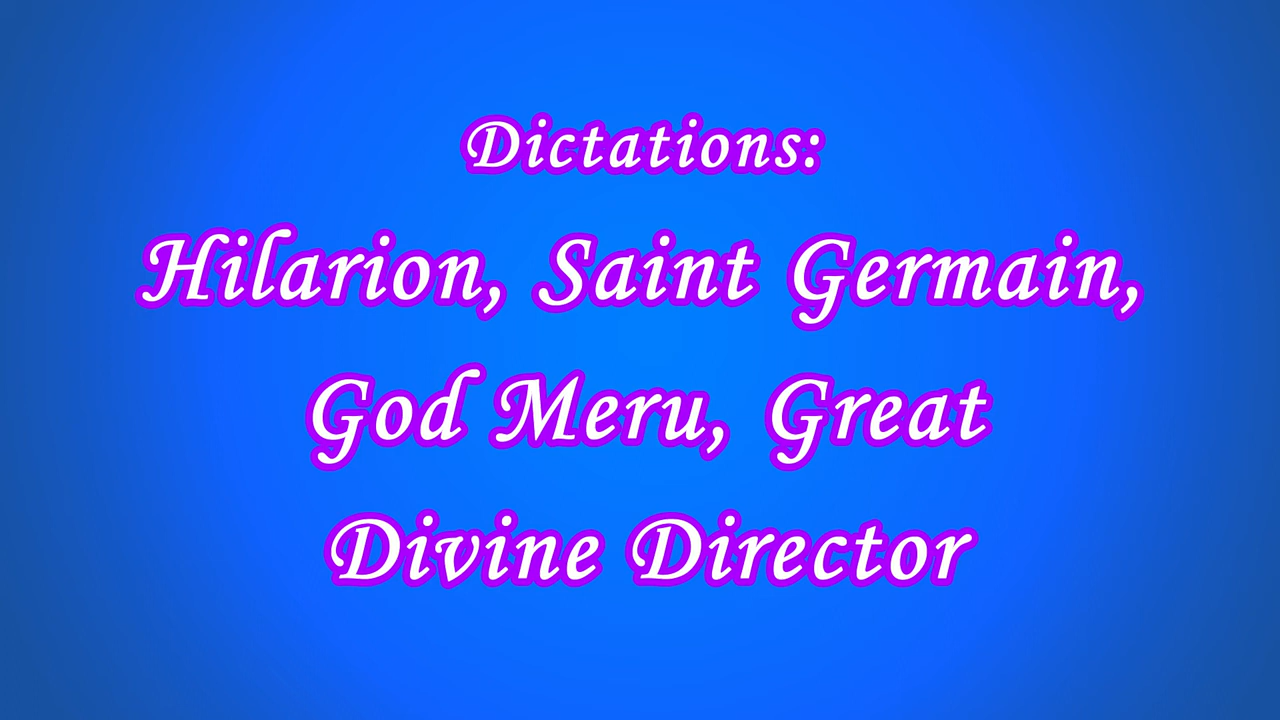 Dictations:
Hilarion, Saint Germain,
God Meru, Great
Divine Director